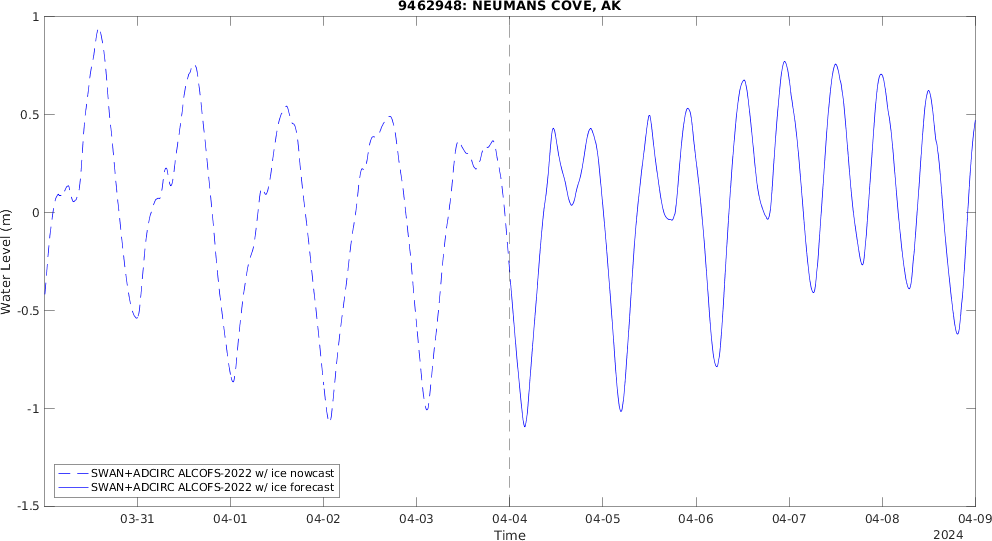 9462948: NEUMANS COVE, AK
1
0.5
0
-0.5
-1
-1.5
Water Level (m)
SWAN+ADCIRC ALCOFS-2022 w/ ice nowcast
SWAN+ADCIRC ALCOFS-2022 w/ ice forecast
03-31 04-01 04-02 04-03 04-04 04-05 04-06 04-07 04-08 04-09
Time
2024